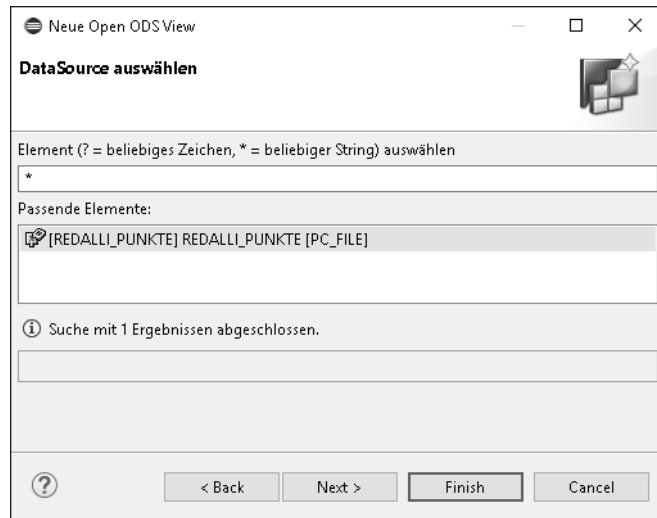 Neue Open ODS View
DataSource auswählen
Element (? = beliebiges Zeichen, * = beliebiger String) auswählen
*
Passende Elemente:
[REDALLI_PUNKTE] REDALLI_PUNKTE [PC_FILE]
Suche mit 1 Ergebnissen abgeschlossen.
? < Back Next > Finish Cancel